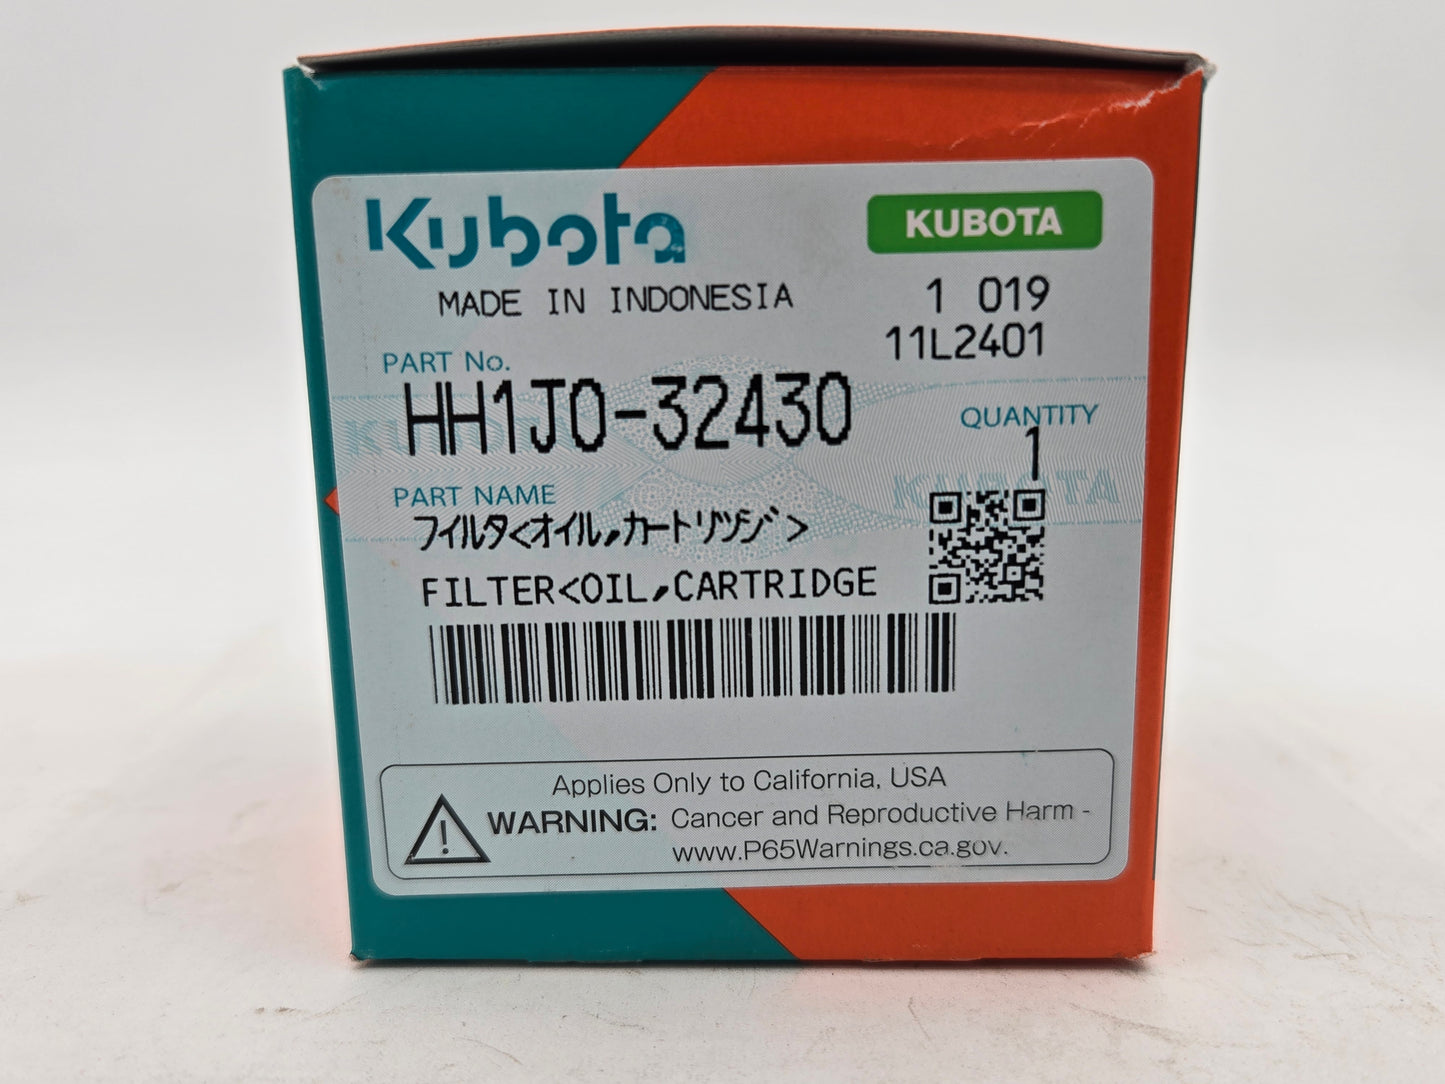 Kubota
KUBOTA
MADE IN INDONESIA
1 019
11L2401
PART No.
HH1J0-32430
QUANTITY
1
PART NAME
フィルタ<オイル,カートリッジ>
FILTER<OIL,CARTRIDGE
Applies Only to California, USA
WARNING: Cancer and Reproductive Harm -
www.P65Warnings.ca.gov.